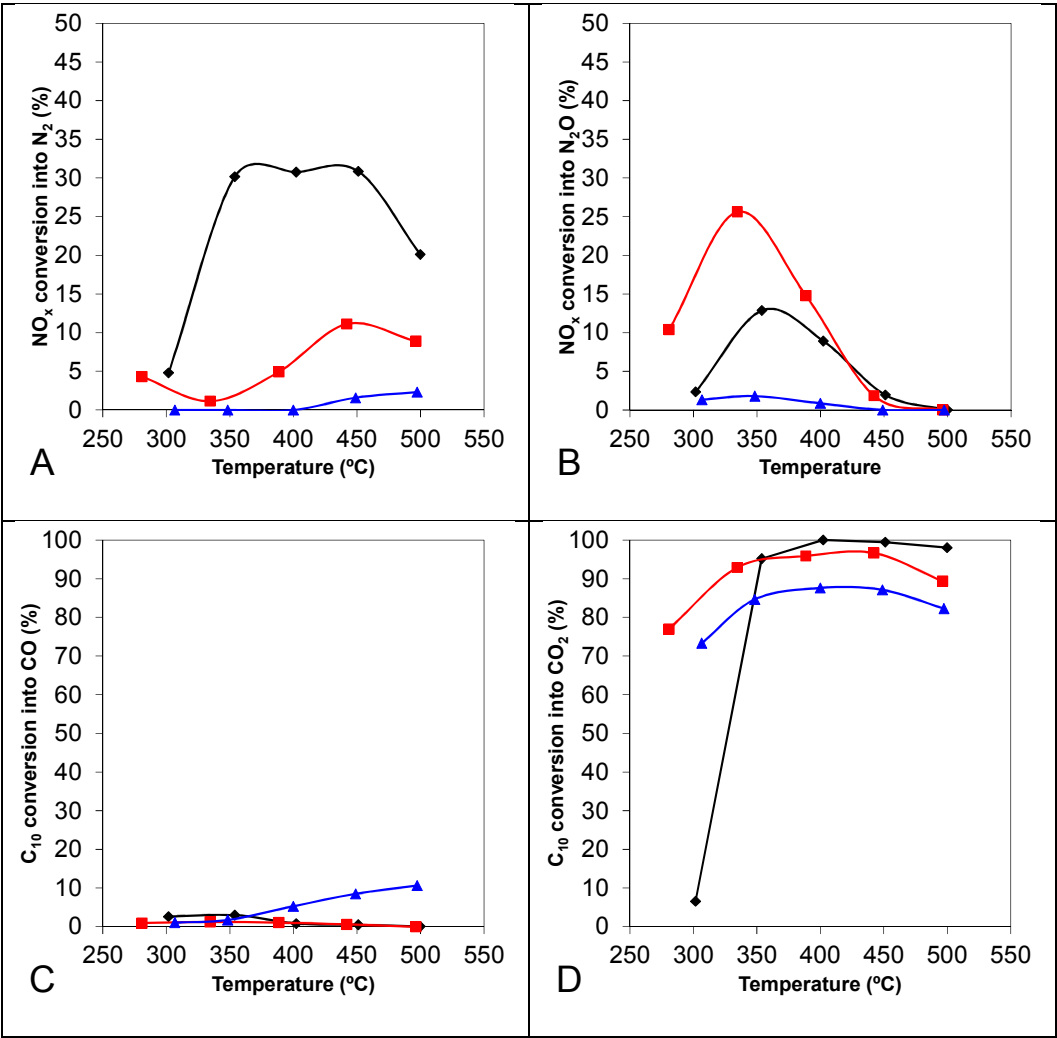 NOx conversion into N2 (%)
50
45
40
35
30
25
20
15
10
5
0
250 300 350 400 450 500 550
Temperature (ºC)
A
NOx conversion into N2O (%)
50
45
40
35
30
25
20
15
10
5
0
250 300 350 400 450 500 550
Temperature
B
C10 conversion into CO (%)
100
90
80
70
60
50
40
30
20
10
0
250 300 350 400 450 500 550
Temperature (ºC)
C
C10 conversion into CO2 (%)
100
90
80
70
60
50
40
30
20
10
0
250 300 350 400 450 500 550
Temperature (ºC)
D